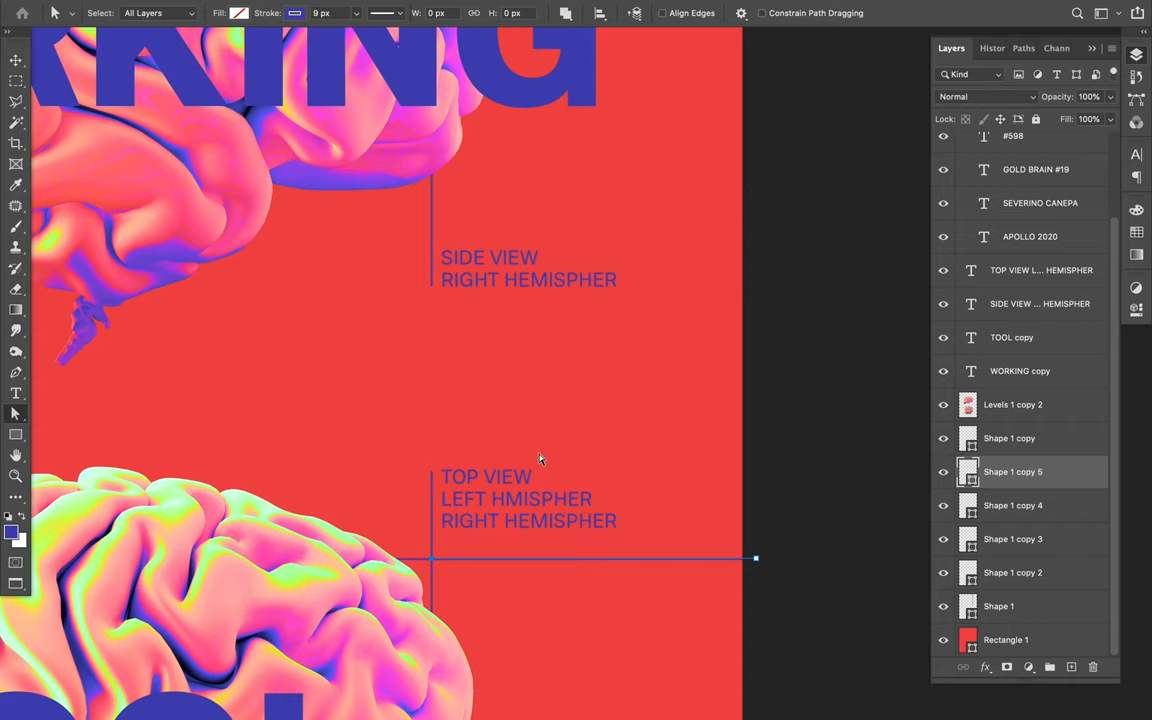 Select: All Layers Fill: Stroke: 9 px W: 0 px H: 0 px Align Edges Constrain Path Dragging
RKING
SIDE VIEW
RIGHT HEMISPHER
TOP VIEW
LEFT HMISPHER
RIGHT HEMISPHER
Layers Histor Paths Chann
Kind
Normal Opacity: 100%
Lock: Fill: 100%
#598
GOLD BRAIN #19
SEVERINO CANEPA
APOLLO 2020
TOP VIEW L... HEMISPHER
SIDE VIEW ... HEMISPHER
TOOL copy
WORKING copy
Levels 1 copy 2
Shape 1 copy
Shape 1 copy 5
Shape 1 copy 4
Shape 1 copy 3
Shape 1 copy 2
Shape 1
Rectangle 1